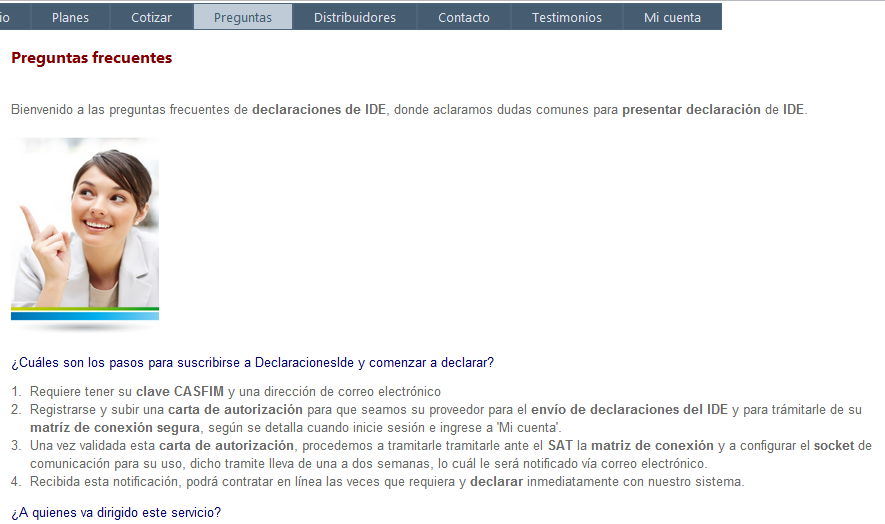 io Planes Cotizar Preguntas Distribuidores Contacto Testimonios Mi cuenta
Preguntas frecuentes
Bienvenido a las preguntas frecuentes de declaraciones de IDE, donde aclaramos dudas comunes para presentar declaración de IDE.
¿Cuáles son los pasos para suscribirse a DeclaracionesIde y comenzar a declarar?
1. Requiere tener su clave CASFIM y una dirección de correo electrónico
2. Registrarse y subir una carta de autorización para que seamos su proveedor para el envío de declaraciones del IDE y para trámitarle de su
matríz de conexión segura, según se detalla cuando inicie sesión e ingrese a 'Mi cuenta'.
3. Una vez validada esta carta de autorización, procedemos a tramitarle tramitarle ante el SAT la matriz de conexión y a configurar el socket de
comunicación para su uso, dicho tramite lleva de una a dos semanas, lo cuál le será notificado vía correo electrónico.
4. Recibida esta notificación, podrá contratar en línea las veces que requiera y declarar inmediatamente con nuestro sistema.
¿A quienes va dirigido este servicio?